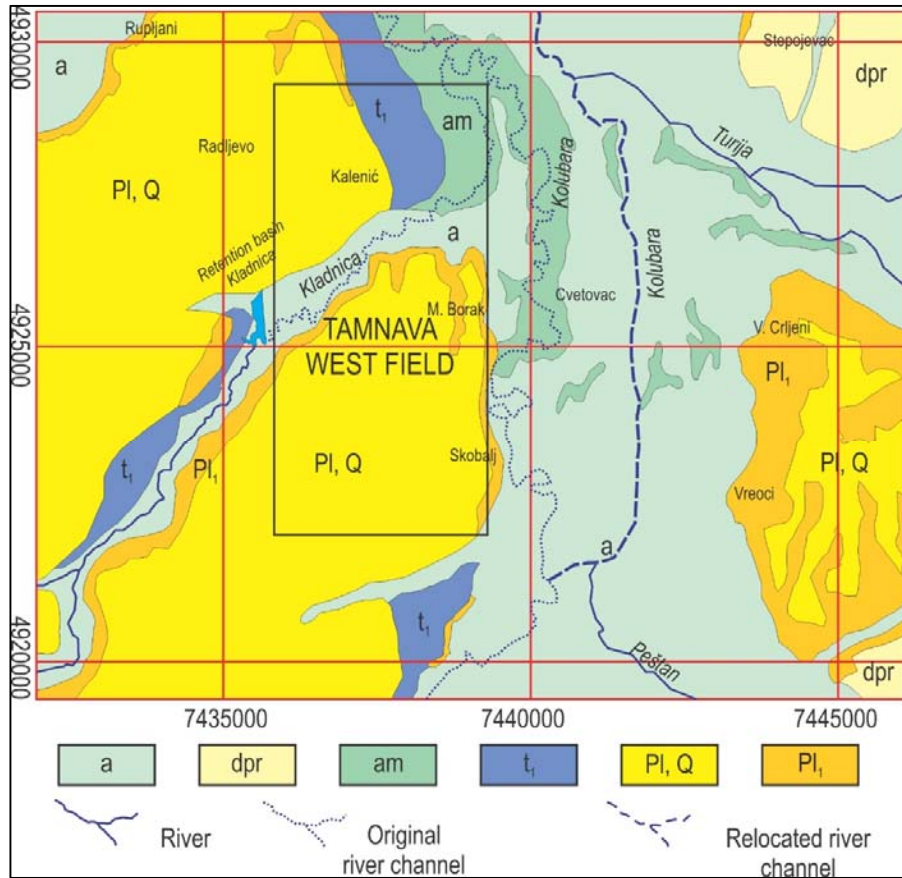 4930000
Rupljani
Stopojevac
a
dpr
t₁
am
Turija
Radljevo
Kalenić
Kolubara
Pl, Q
Retention basin
Kladnica
Kladnica
a
Kolubara
M. Borak
Cvetovac
V. Crljeni
4925000
TAMNAVA
WEST FIELD
Pl₁
t₁
Pl₁
Pl, Q
Skobalj
Pl, Q
Vreoci
a
t₁
4920000
Peštan
dpr
7435000
7440000
7445000
a
dpr
am
t₁
Pl, Q
Pl₁
River
Original
river channel
Relocated river
channel